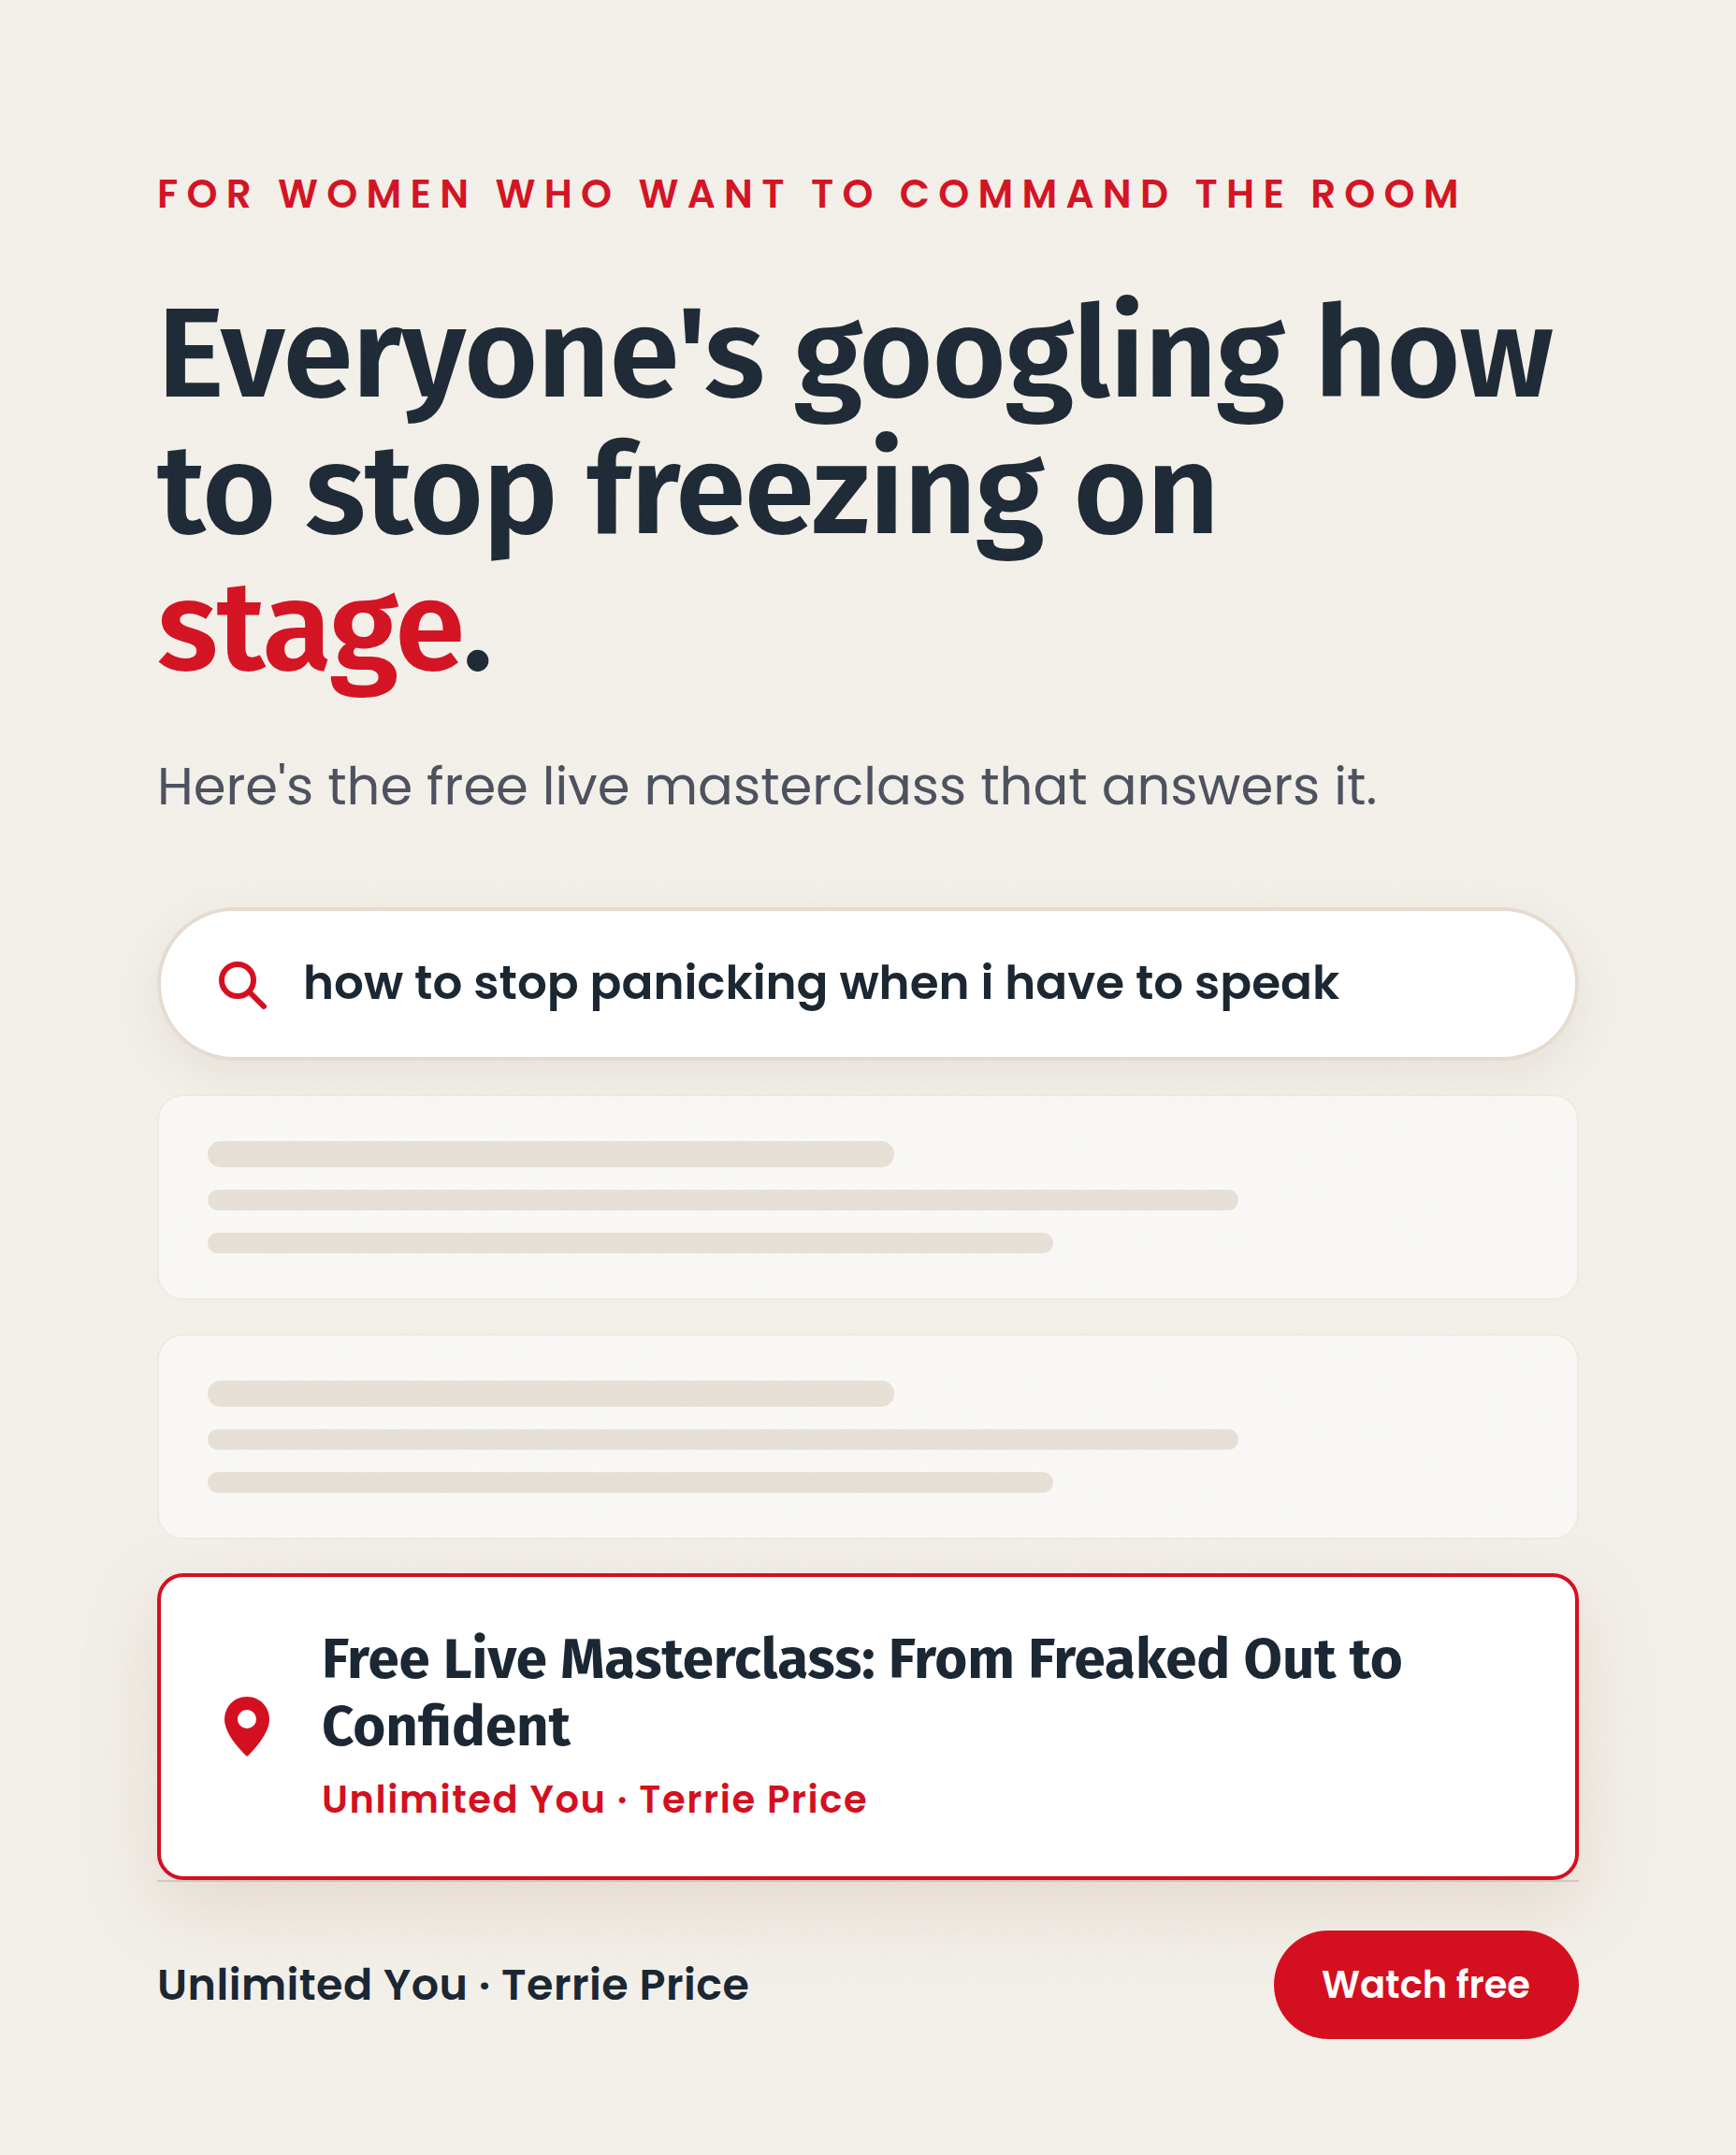 FOR WOMEN WHO WANT TO COMMAND THE ROOM
Everyone's googling how
to stop freezing on
stage.
Here's the free live masterclass that answers it.
how to stop panicking when i have to speak
Free Live Masterclass: From Freaked Out to
Confident
Unlimited You · Terrie Price
Unlimited You · Terrie Price
Watch free